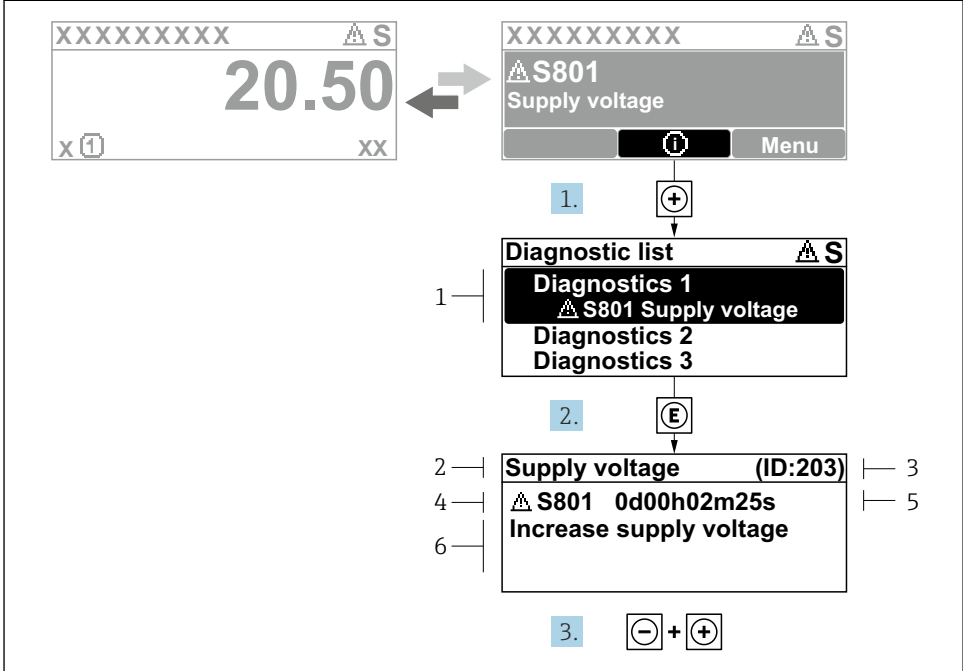 XXXXXXXXX ⚠ S
20.50
x ① xx
XXXXXXXXX ⚠ S
⚠S801
Supply voltage
ⓘ Menu
1. +
Diagnostic list ⚠ S
1 Diagnostics 1
⚠ S801 Supply voltage
Diagnostics 2
Diagnostics 3
2. E
2 Supply voltage (ID:203) 3
4 ⚠ S801 0d00h02m25s 5
6 Increase supply voltage
3. - + +